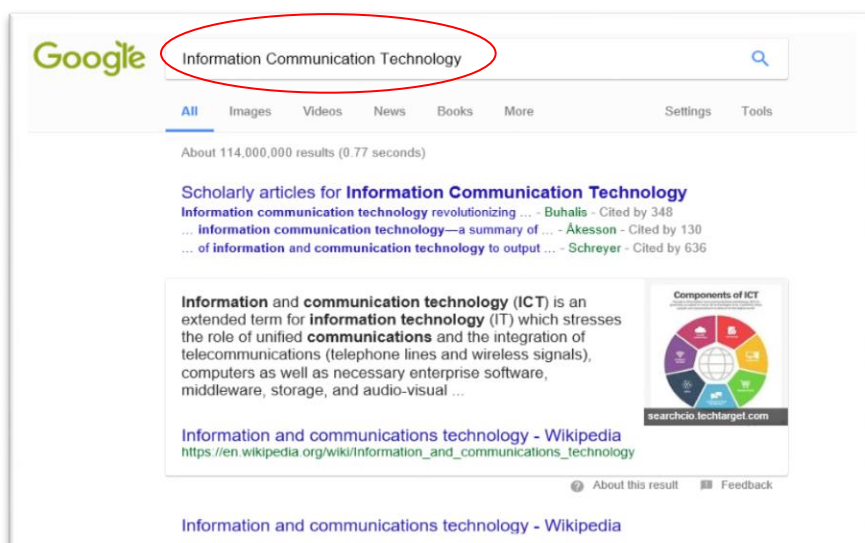 Google
Information Communication Technology
All Images Videos News Books More Settings Tools
About 114,000,000 results (0.77 seconds)
Scholarly articles for Information Communication Technology
Information communication technology revolutionizing ... - Buhalis - Cited by 348
... information communication technology—a summary of ... - Åkesson - Cited by 130
... of information and communication technology to output ... - Schreyer - Cited by 636
Information and communication technology (ICT) is an
extended term for information technology (IT) which stresses
the role of unified communications and the integration of
telecommunications (telephone lines and wireless signals),
computers as well as necessary enterprise software,
middleware, storage, and audio-visual ...
Components of ICT
searchcio.techtarget.com
Information and communications technology - Wikipedia
https://en.wikipedia.org/wiki/Information_and_communications_technology
About this result Feedback
Information and communications technology - Wikipedia